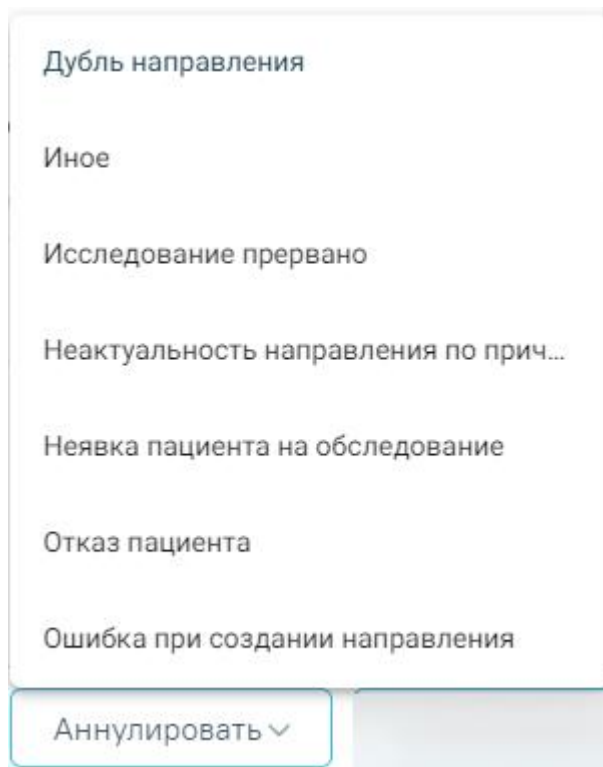 Дубль направления
Иное
Исследование прервано
Неактуальность направления по прич...
Неявка пациента на обследование
Отказ пациента
Ошибка при создании направления
Аннулировать